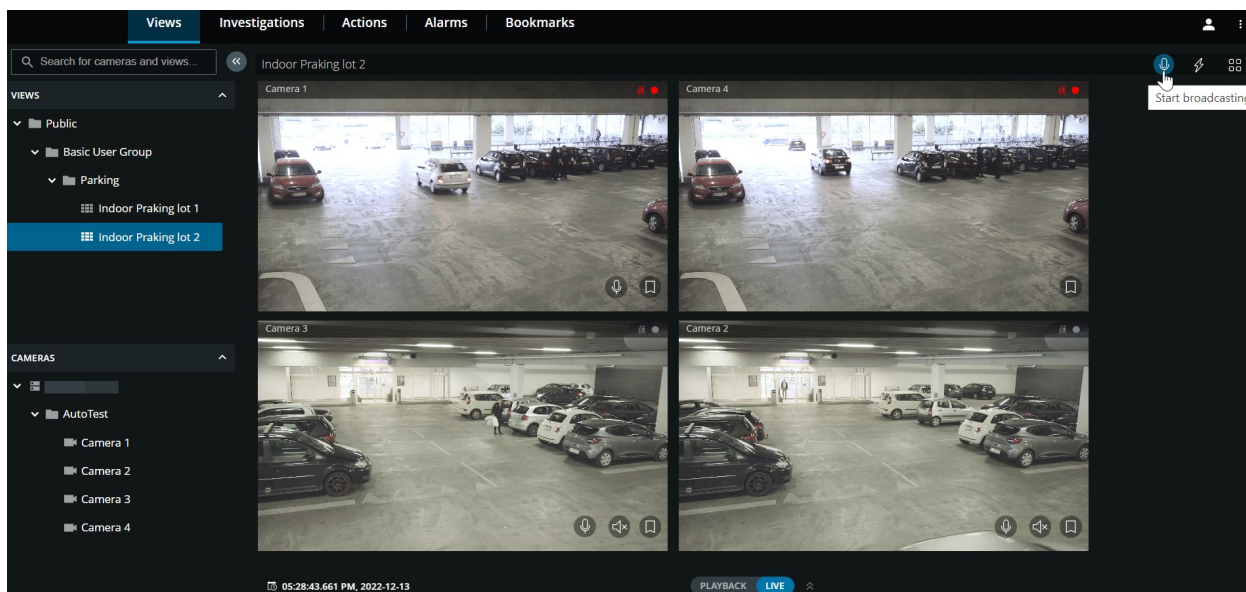 Views Investigations Actions Alarms Bookmarks
Search for cameras and views...
Indoor Praking lot 2
Start broadcasting
VIEWS
Public
Basic User Group
Parking
Indoor Praking lot 1
Indoor Praking lot 2
CAMERAS
AutoTest
Camera 1
Camera 2
Camera 3
Camera 4
Camera 1
Camera 4
Camera 3
Camera 2
05:28:43.661 PM, 2022-12-13
PLAYBACK LIVE